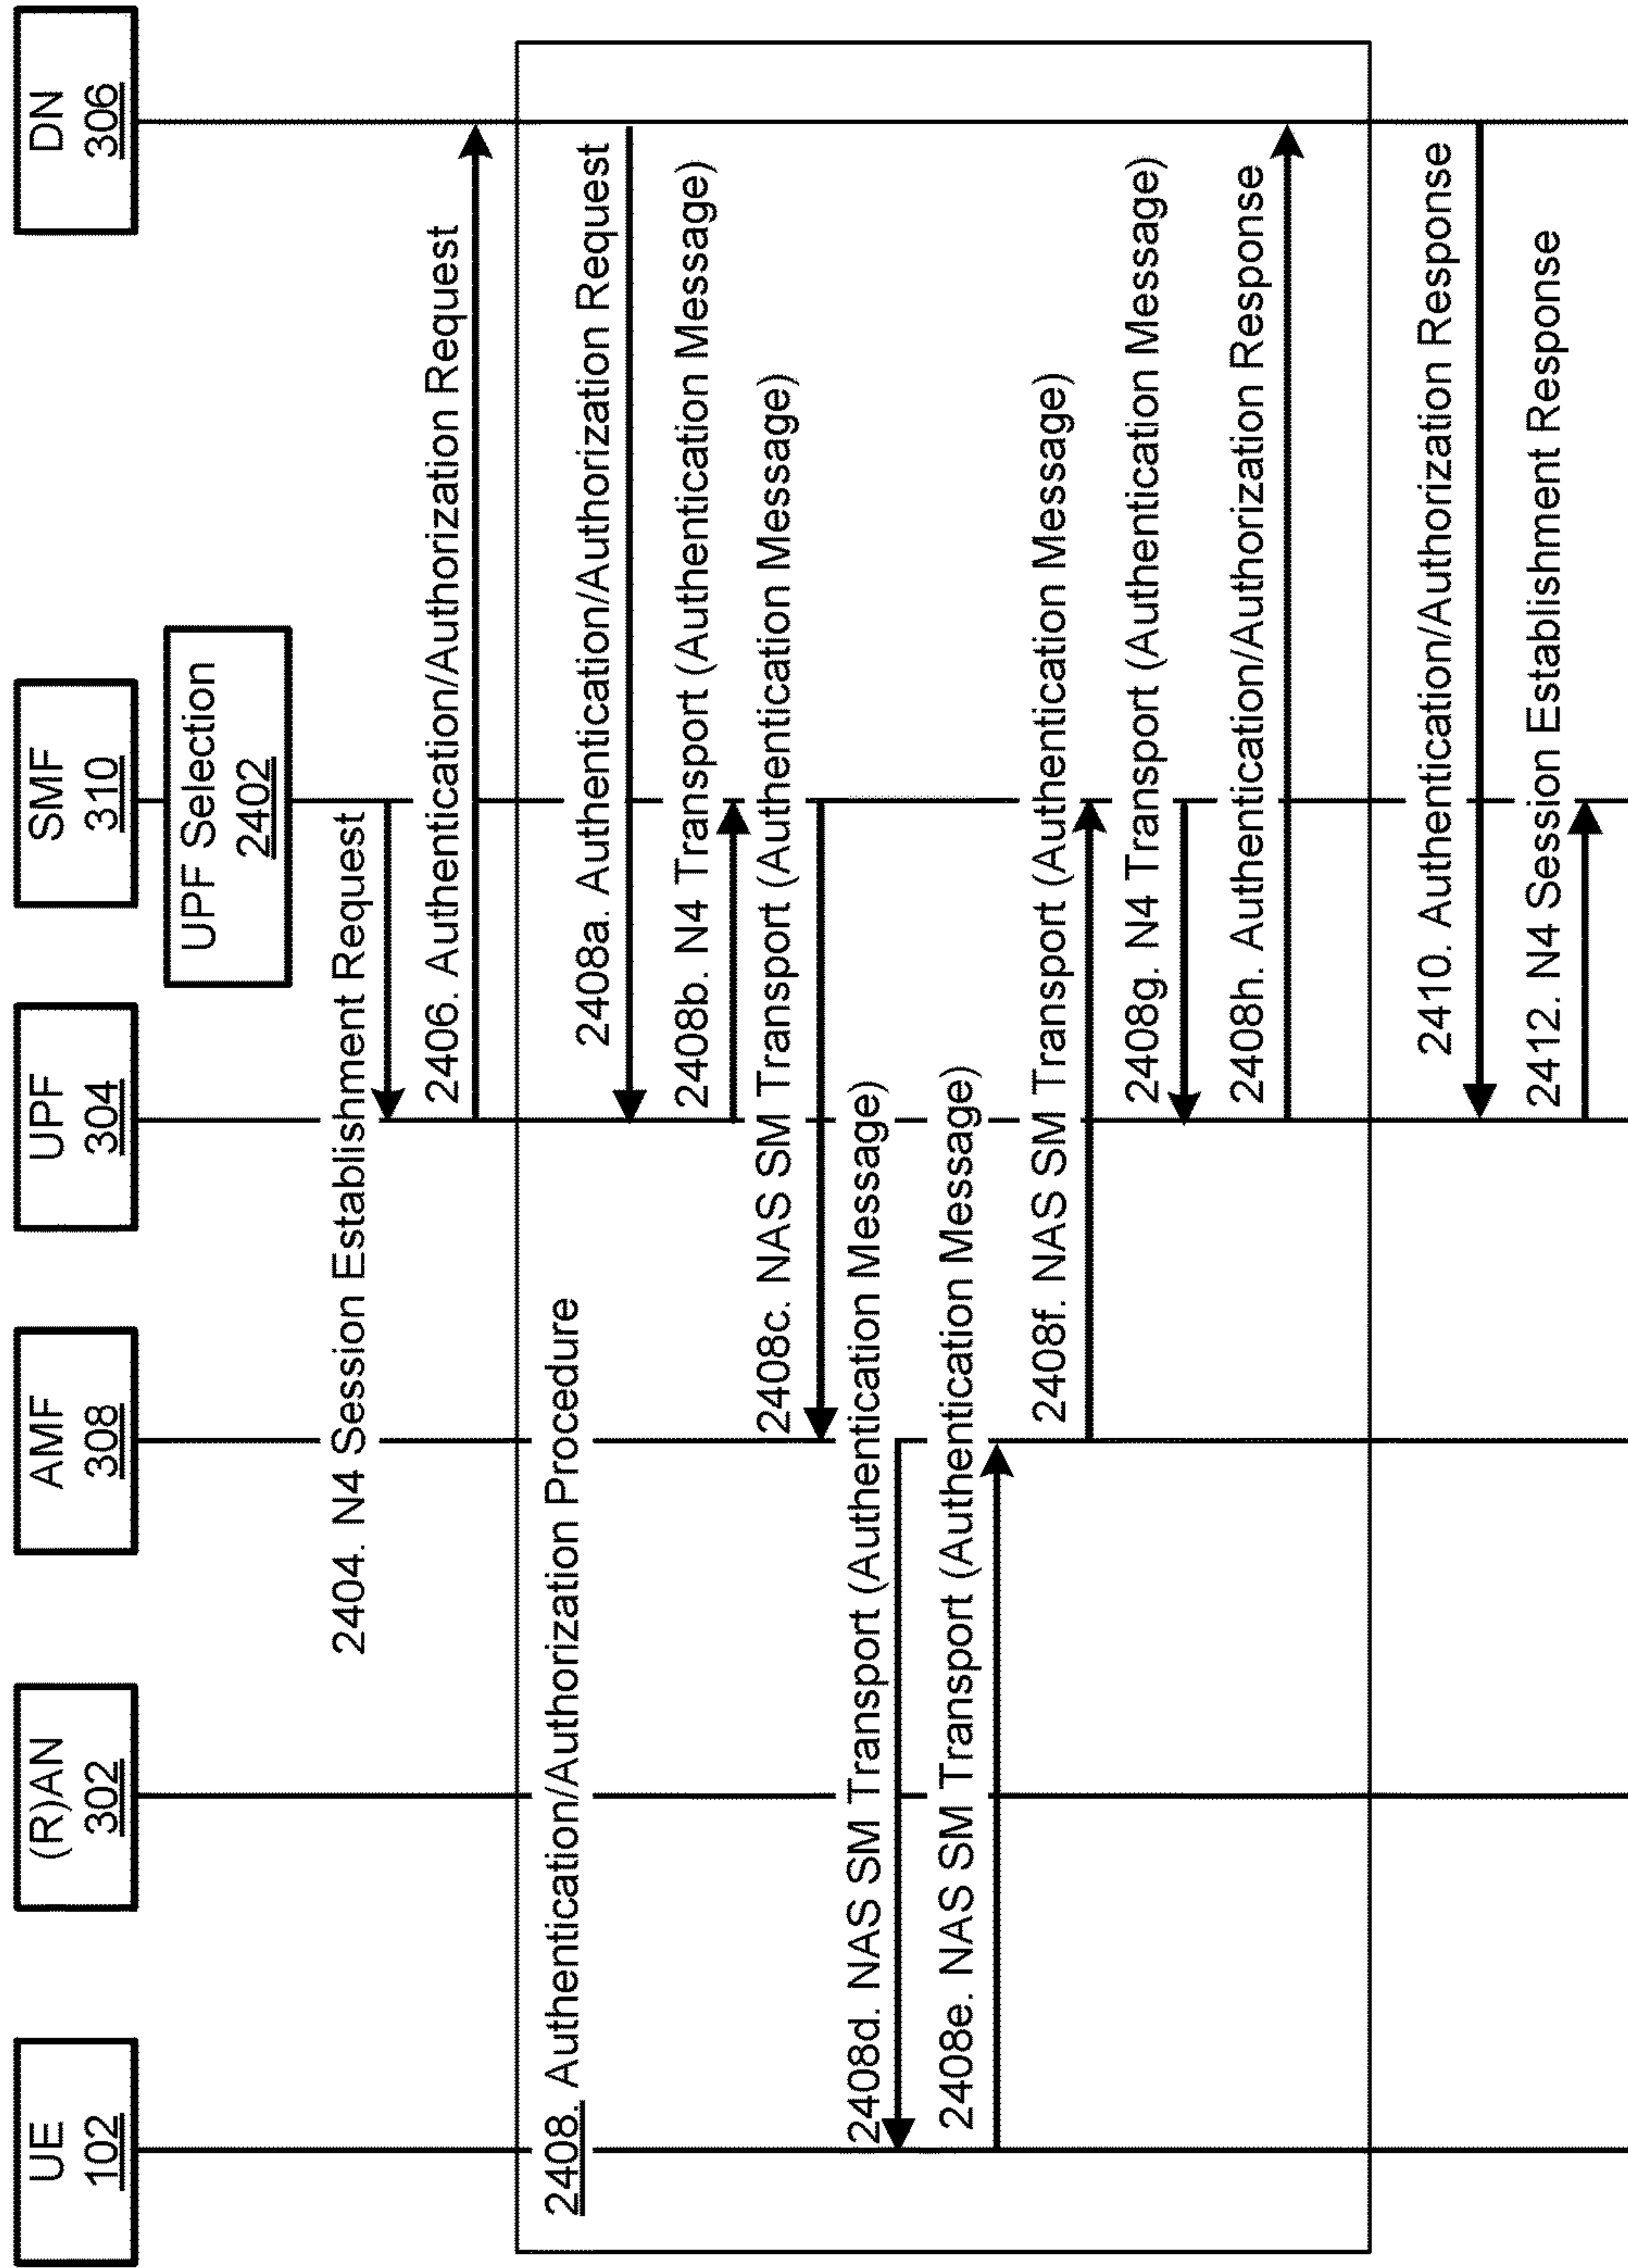 UE
102
(R)AN
302
AMF
308
UPF
304
SMF
310
DN
306
UPF Selection
2402
2404. N4 Session Establishment Request
2406. Authentication/Authorization Request
2408. Authentication/Authorization Procedure
2408a. Authentication/Authorization Request
2408b. N4 Transport (Authentication Message)
2408c. NAS SM Transport (Authentication Message)
2408d. NAS SM Transport (Authentication Message)
2408e. NAS SM Transport (Authentication Message)
2408f. NAS SM Transport (Authentication Message)
2408g. N4 Transport (Authentication Message)
2408h. Authentication/Authorization Response
2410. Authentication/Authorization Response
2412. N4 Session Establishment Response